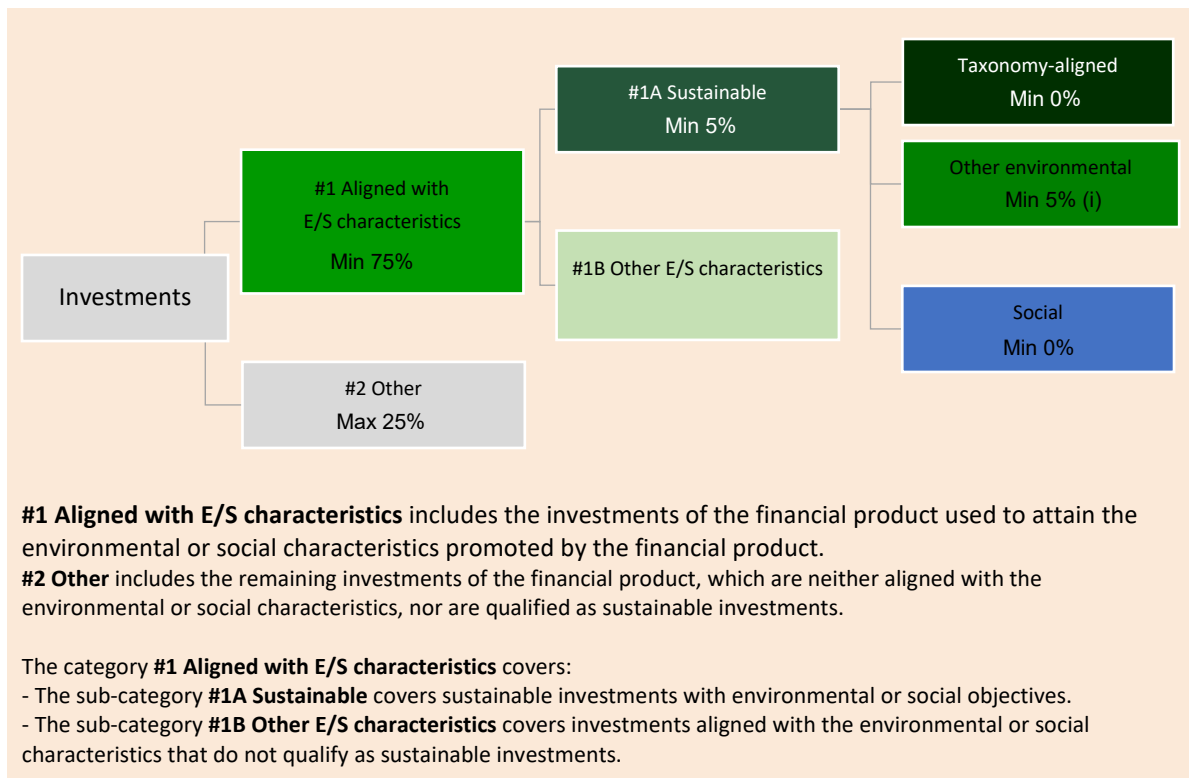 Investments
#1 Aligned with
E/S characteristics
Min 75%
#2 Other
Max 25%
#1A Sustainable
Min 5%
#1B Other E/S characteristics
Taxonomy-aligned
Min 0%
Other environmental
Min 5% (i)
Social
Min 0%
#1 Aligned with E/S characteristics includes the investments of the financial product used to attain the
environmental or social characteristics promoted by the financial product.
#2 Other includes the remaining investments of the financial product, which are neither aligned with the
environmental or social characteristics, nor are qualified as sustainable investments.
The category #1 Aligned with E/S characteristics covers:
- The sub-category #1A Sustainable covers sustainable investments with environmental or social objectives.
- The sub-category #1B Other E/S characteristics covers investments aligned with the environmental or social
characteristics that do not qualify as sustainable investments.